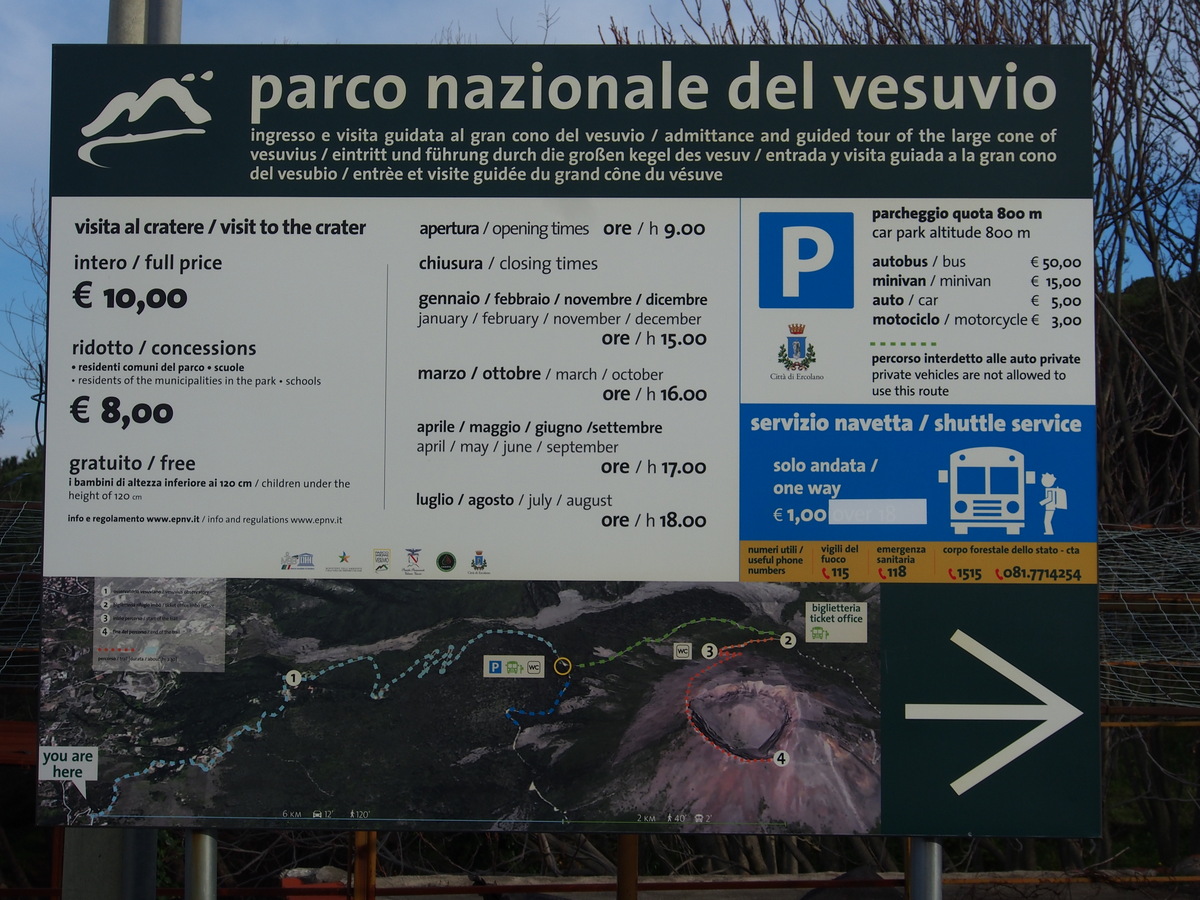 parco nazionale del vesuvio
ingresso e visita guidata al gran cono del vesuvio / admittance and guided tour of the large cone of
vesuvius / eintritt und führung durch die großen kegel des vesuv / entrada y visita guiada a la gran cono
del vesubio / entrèe et visite guidée du grand cône du vésuve
visita al cratere / visit to the crater
intero / full price
€ 10,00
ridotto / concessions
• residenti comuni del parco • scuole
• residents of the municipalities in the park • schools
€ 8,00
gratuito / free
i bambini di altezza inferiore ai 120 cm / children under the
height of 120 cm
info e regolamento www.epnv.it / info and regulations www.epnv.it
apertura / opening times ore / h 9.00
chiusura / closing times
gennaio / febbraio / novembre / dicembre
january / february / november / december
ore / h 15.00
marzo / ottobre / march / october
ore / h 16.00
aprile / maggio / giugno /settembre
april / may / june / september
ore / h 17.00
luglio / agosto / july / august
ore / h 18.00
P
Città di Ercolano
parcheggio quota 800 m
car park altitude 800 m
autobus / bus € 50,00
minivan / minivan € 15,00
auto / car € 5,00
motociclo / motorcycle € 3,00
percorso interdetto alle auto private
private vehicles are not allowed to
use this route
servizio navetta / shuttle service
solo andata /
one way
€ 1,00 over 18
numeri utili /
useful phone
numbers
vigili del
fuoco
115
emergenza
sanitaria
118
corpo forestale dello stato - cta
1515 081.7714254
1
2
3
4
biglietteria
ticket office
WC 3 2
P WC
1
4
you are
here
6 KM 12' 120'
2 KM 40' 2'